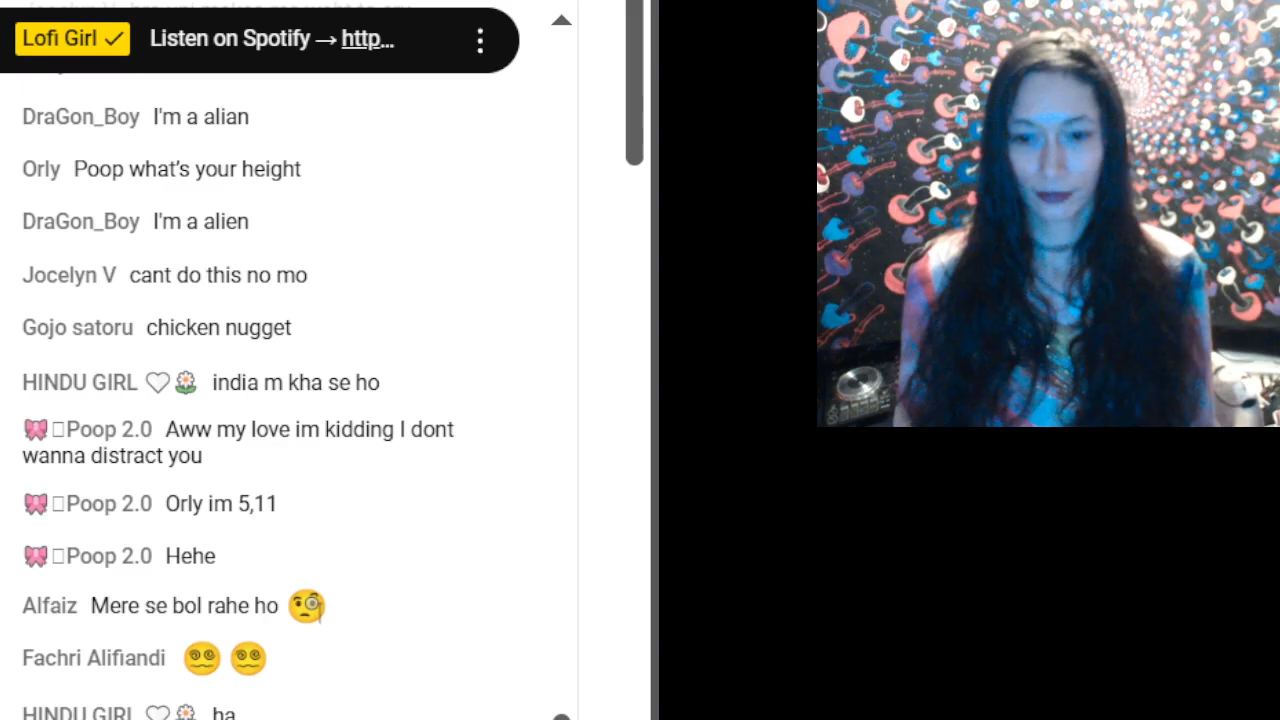 Lofi Girl ✓ Listen on Spotify → http...
DraGon_Boy I'm a alian
Orly Poop what's your height
DraGon_Boy I'm a alien
Jocelyn V cant do this no mo
Gojo satoru chicken nugget
HINDU GIRL ♡🌼 india m kha se ho
🎀□Poop 2.0 Aww my love im kidding I dont
wanna distract you
🎀□Poop 2.0 Orly im 5,11
🎀□Poop 2.0 Hehe
Alfaiz Mere se bol rahe ho 🧐
Fachri Alifiandi 😵‍💫😵‍💫
HINDU GIRL ♡🌼 ha